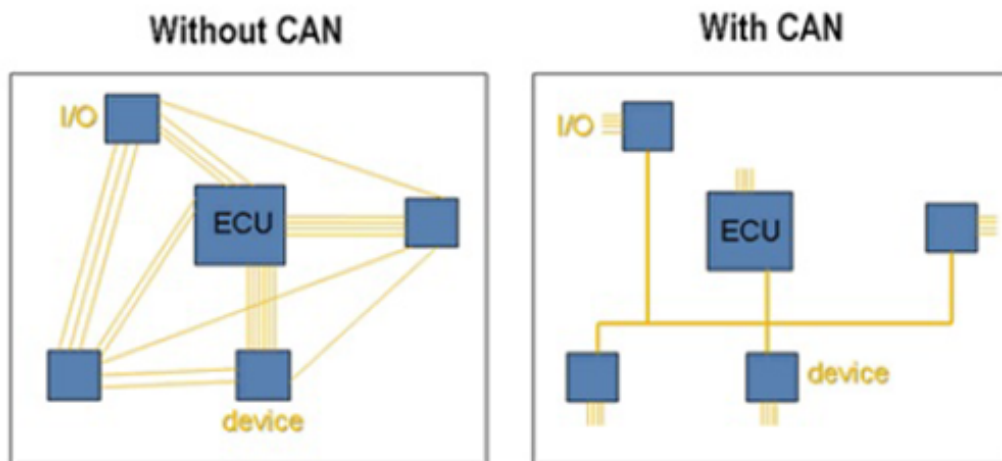 Without CAN
I/O
ECU
device
With CAN
I/O
ECU
device